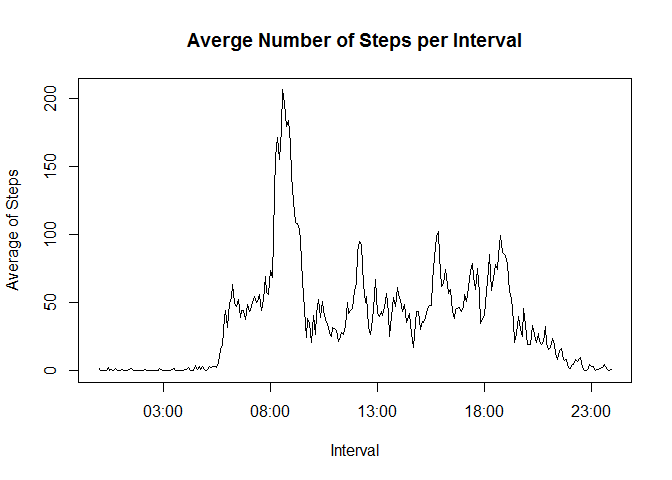 Averge Number of Steps per Interval
Average of Steps
200
150
100
50
0
03:00 08:00 13:00 18:00 23:00
Interval